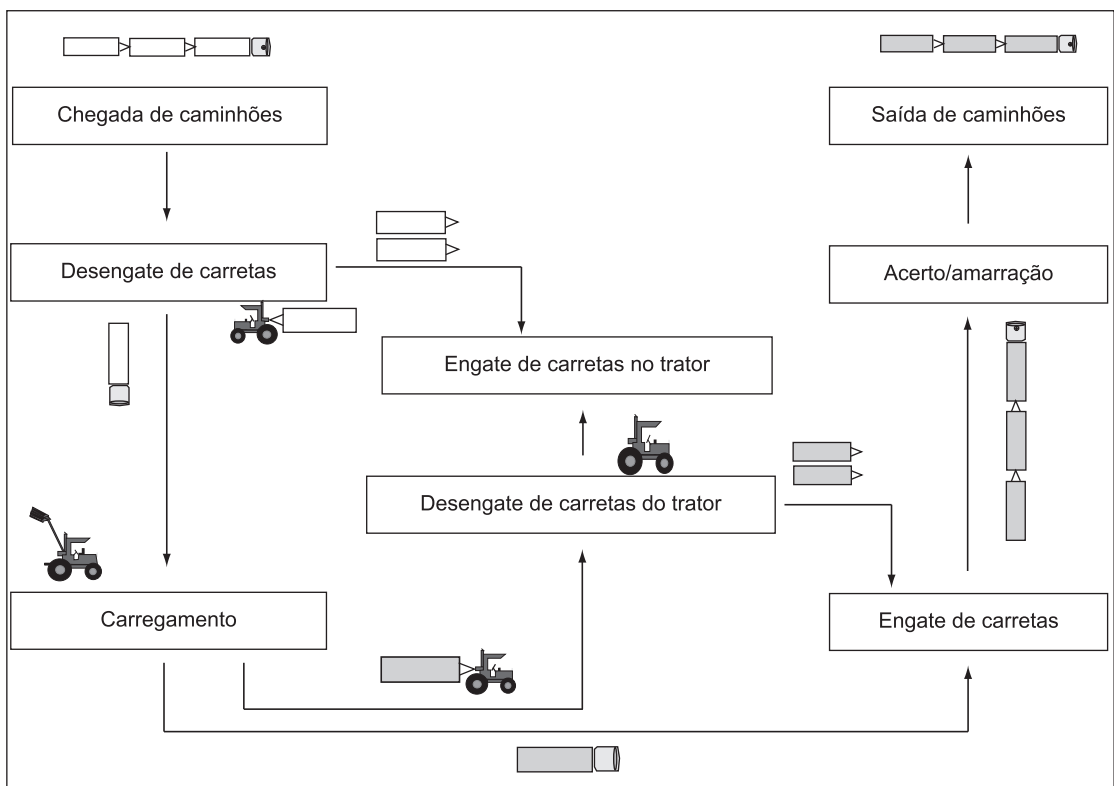 Chegada de caminhões
Saída de caminhões
Desengate de carretas
Acerto/amarração
Engate de carretas no trator
Desengate de carretas do trator
Carregamento
Engate de carretas